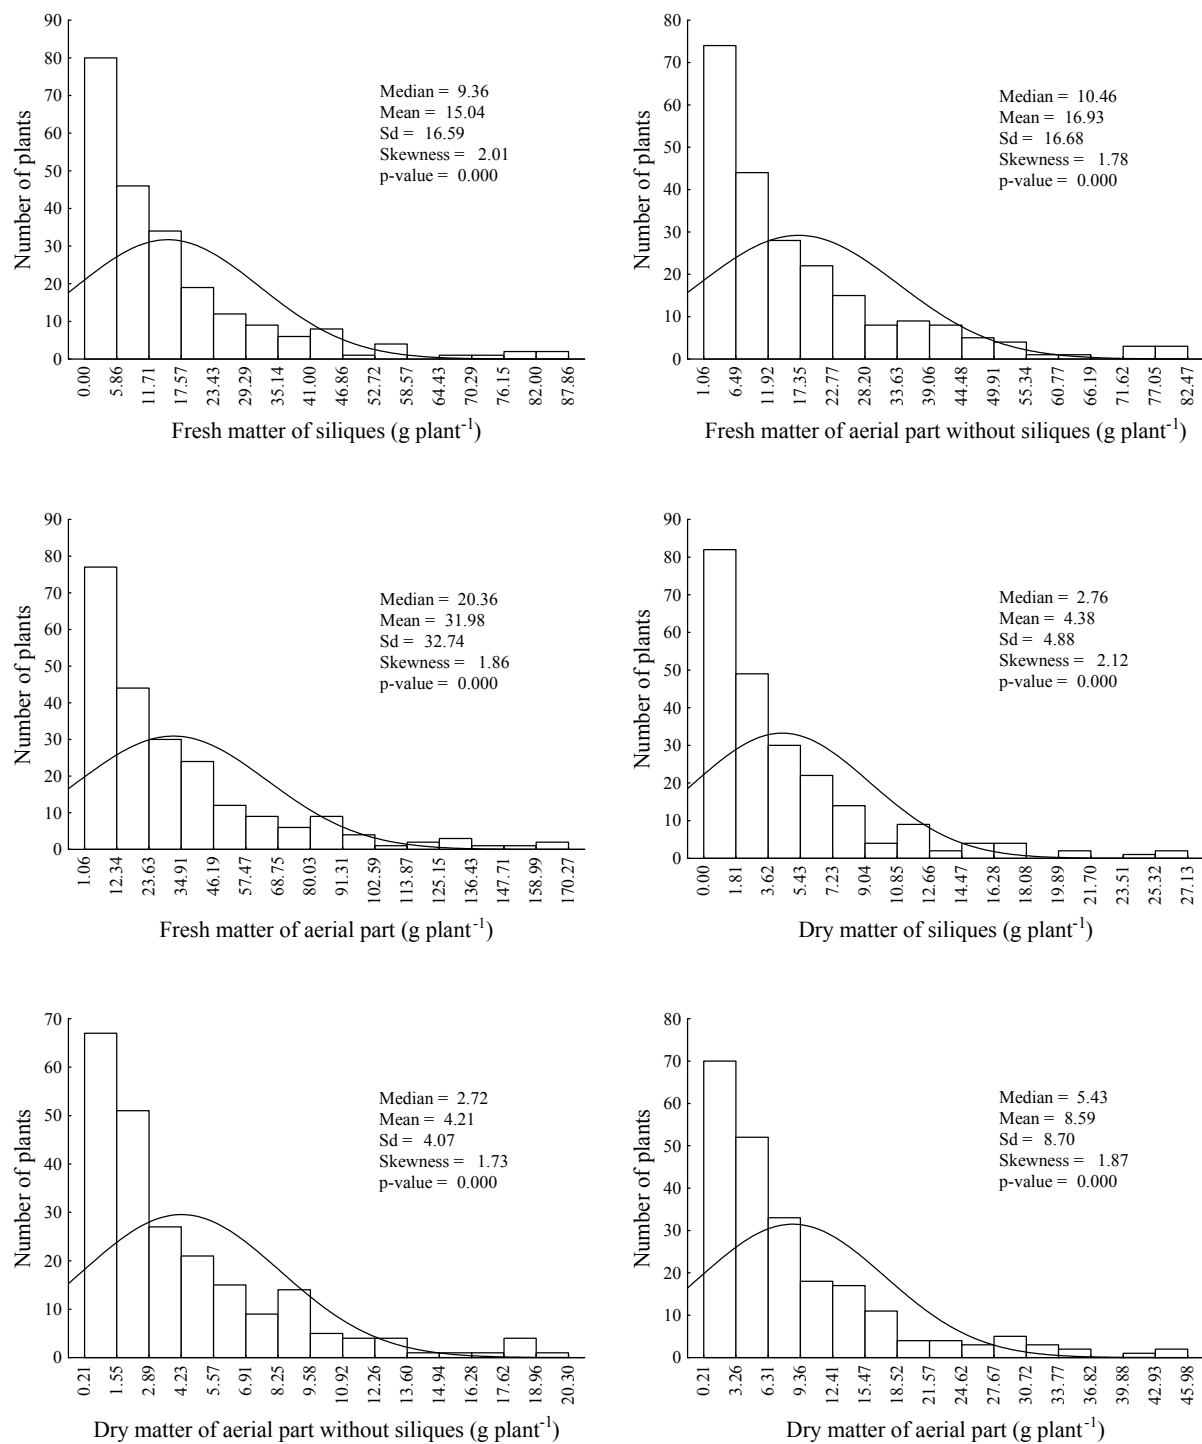 90
80
70
60
50
40
30
20
10
0
Number of plants
Median = 9.36
Mean = 15.04
Sd = 16.59
Skewness = 2.01
p-value = 0.000
0.00 5.86 11.71 17.57 23.43 29.29 35.14 41.00 46.86 52.72 58.57 64.43 70.29 76.15 82.00 87.86
Fresh matter of siliques (g plant⁻¹)
80
70
60
50
40
30
20
10
0
Number of plants
Median = 10.46
Mean = 16.93
Sd = 16.68
Skewness = 1.78
p-value = 0.000
1.06 6.49 11.92 17.35 22.77 28.20 33.63 39.06 44.48 49.91 55.34 60.77 66.19 71.62 77.05 82.47
Fresh matter of aerial part without siliques (g plant⁻¹)
90
80
70
60
50
40
30
20
10
0
Number of plants
Median = 20.36
Mean = 31.98
Sd = 32.74
Skewness = 1.86
p-value = 0.000
1.06 12.34 23.63 34.91 46.19 57.47 68.75 80.03 91.31 102.59 113.87 125.15 136.43 147.71 158.99 170.27
Fresh matter of aerial part (g plant⁻¹)
90
80
70
60
50
40
30
20
10
0
Number of plants
Median = 2.76
Mean = 4.38
Sd = 4.88
Skewness = 2.12
p-value = 0.000
0.00 1.81 3.62 5.43 7.23 9.04 10.85 12.66 14.47 16.28 18.08 19.89 21.70 23.51 25.32 27.13
Dry matter of siliques (g plant⁻¹)
70
60
50
40
30
20
10
0
Number of plants
Median = 2.72
Mean = 4.21
Sd = 4.07
Skewness = 1.73
p-value = 0.000
0.21 1.55 2.89 4.23 5.57 6.91 8.25 9.58 10.92 12.26 13.60 14.94 16.28 17.62 18.96 20.30
Dry matter of aerial part without siliques (g plant⁻¹)
80
70
60
50
40
30
20
10
0
Number of plants
Median = 5.43
Mean = 8.59
Sd = 8.70
Skewness = 1.87
p-value = 0.000
0.21 3.26 6.31 9.36 12.41 15.47 18.52 21.57 24.62 27.67 30.72 33.77 36.82 39.88 42.93 45.98
Dry matter of aerial part (g plant⁻¹)